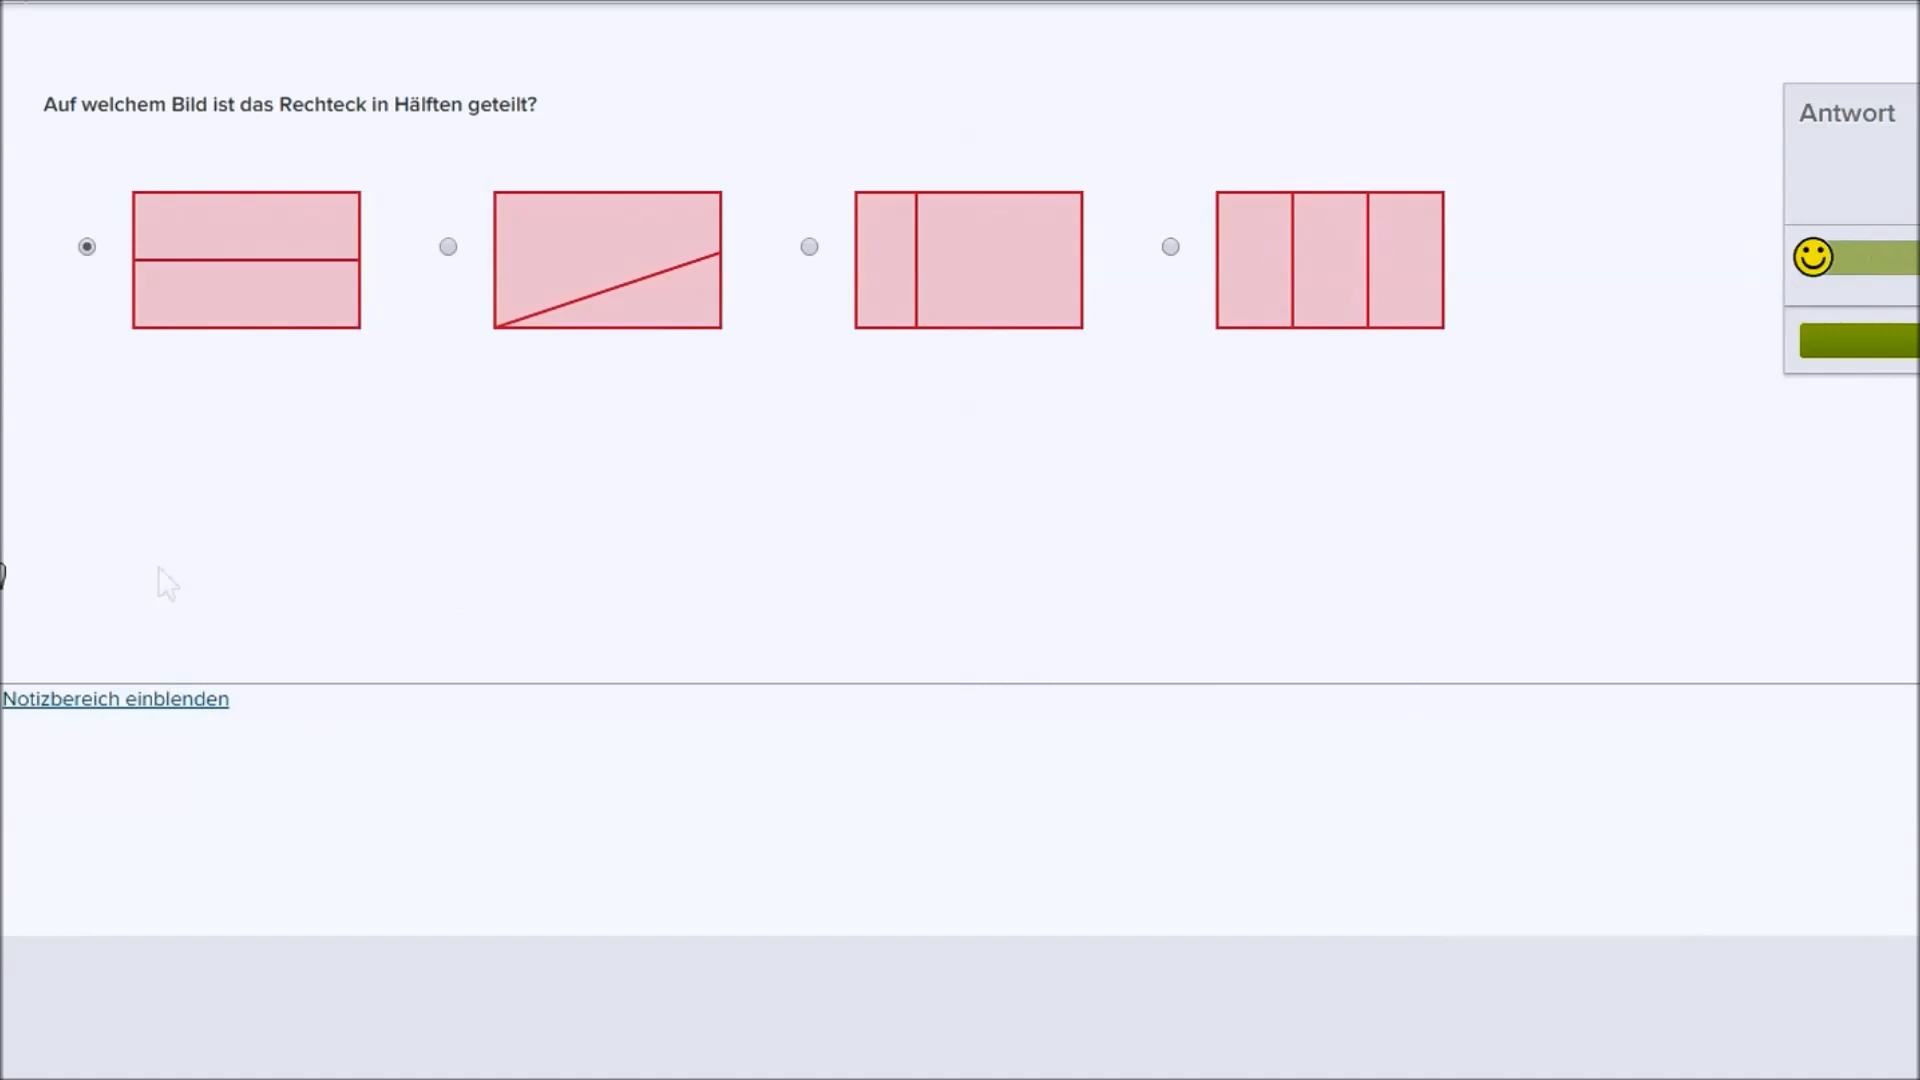 Auf welchem Bild ist das Rechteck in Hälften geteilt?
Antwort
Notizbereich einblenden